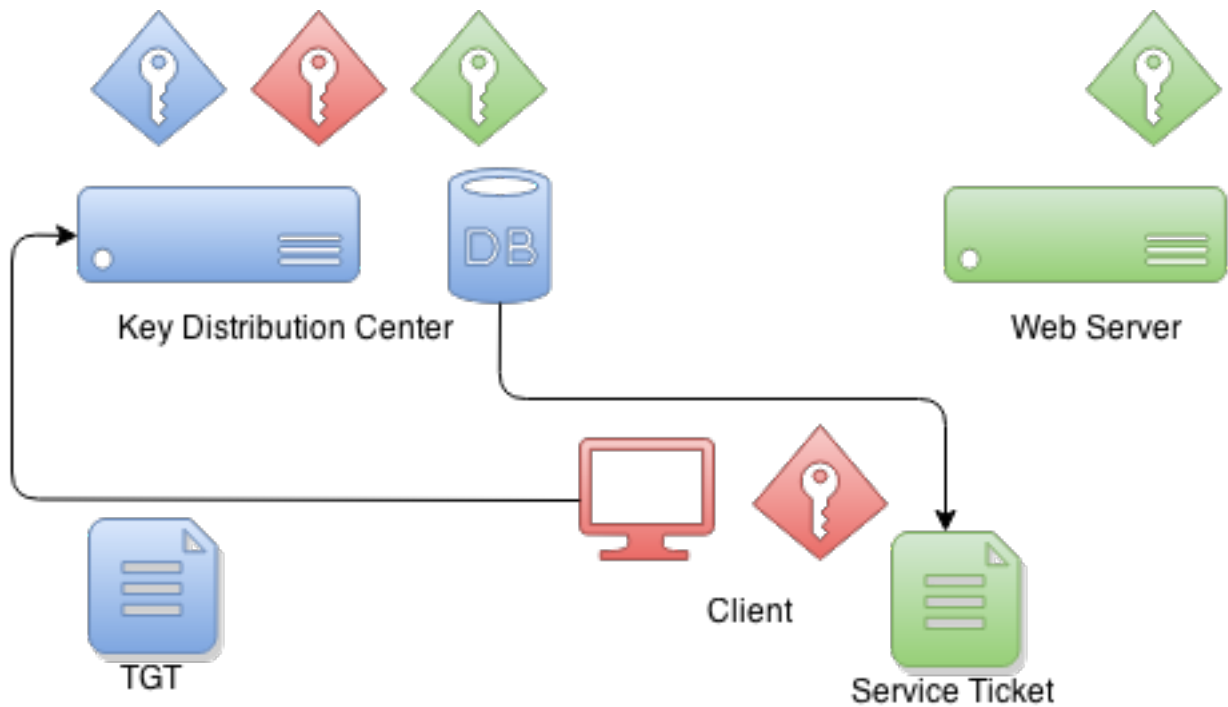 DB
Key Distribution Center
Web Server
Client
TGT
Service Ticket